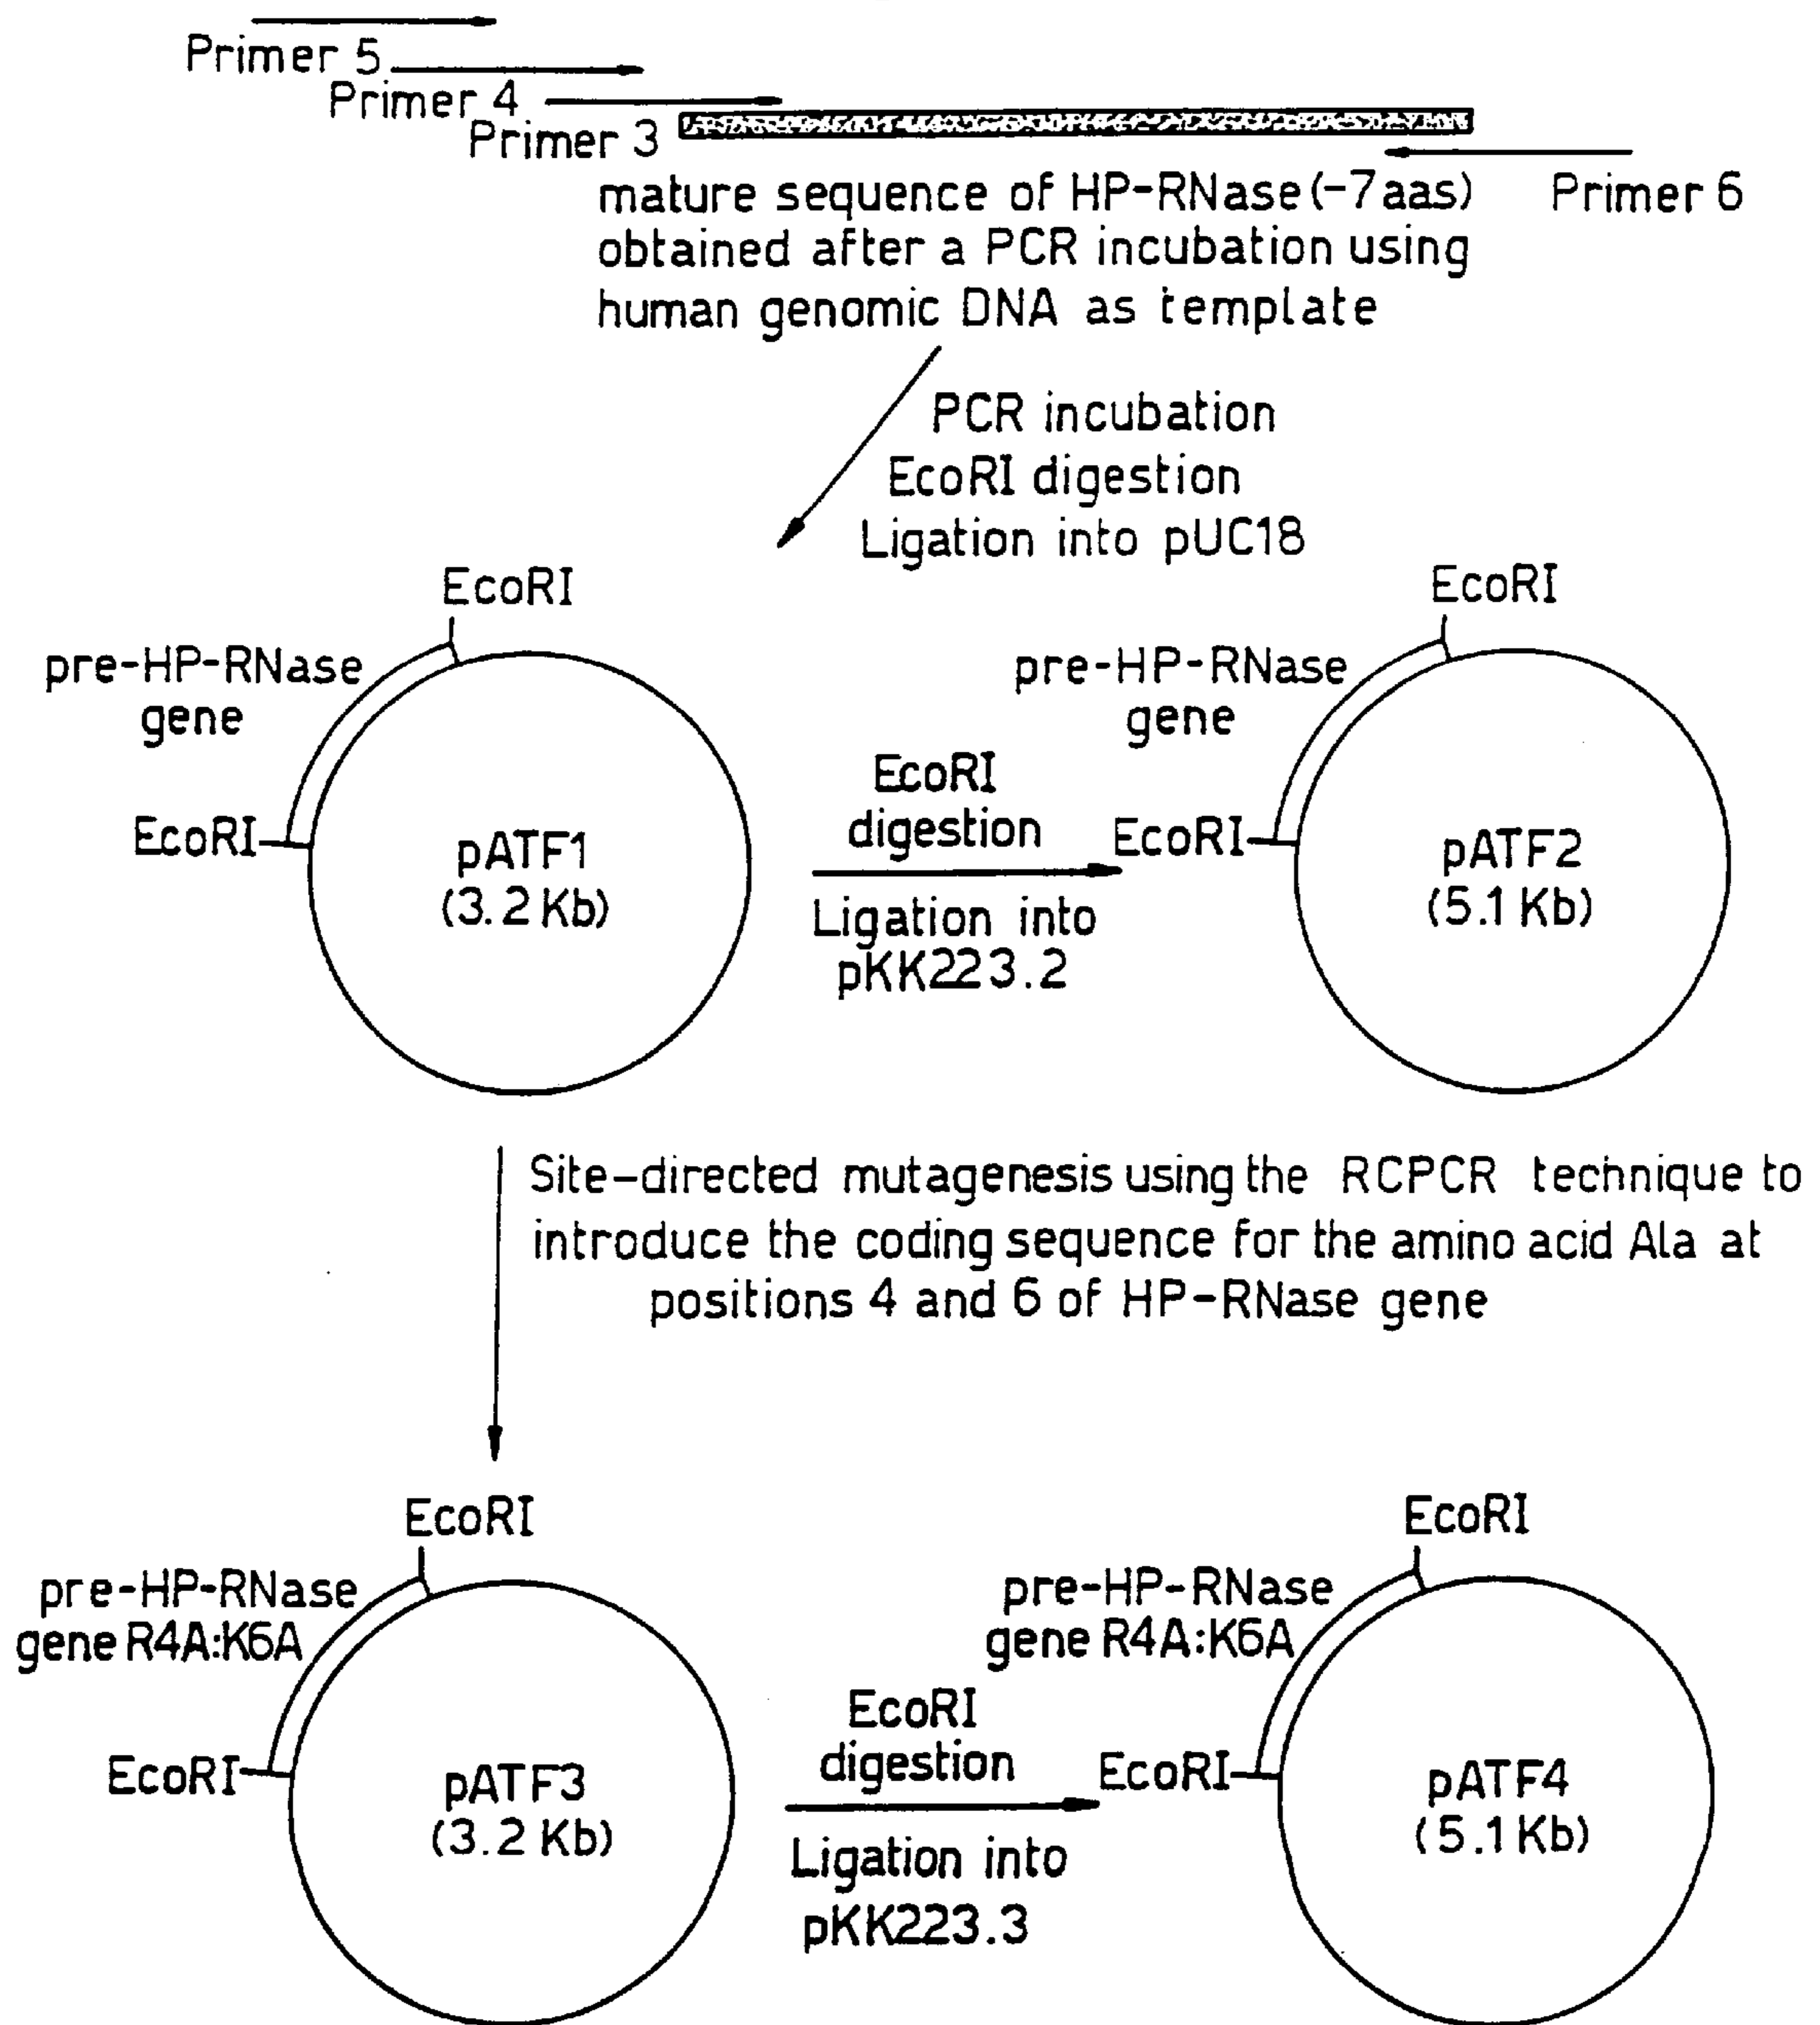 Primer 5
Primer 4
Primer 3
mature sequence of HP-RNase (-7aas)
Primer 6
obtained after a PCR incubation using
human genomic DNA as template
PCR incubation
EcoRI digestion
Ligation into pUC18
EcoRI
pre-HP-RNase
gene
EcoRI
pATF1
(3.2 Kb)
EcoRI
digestion
Ligation into
pKK223.2
EcoRI
pre-HP-RNase
gene
EcoRI
pATF2
(5.1 Kb)
Site-directed mutagenesis using the RCPCR technique to
introduce the coding sequence for the amino acid Ala at
positions 4 and 6 of HP-RNase gene
EcoRI
pre-HP-RNase
gene R4A:K6A
EcoRI
pATF3
(3.2 Kb)
EcoRI
digestion
Ligation into
pKK223.3
EcoRI
pre-HP-RNase
gene R4A:K6A
EcoRI
pATF4
(5.1 Kb)